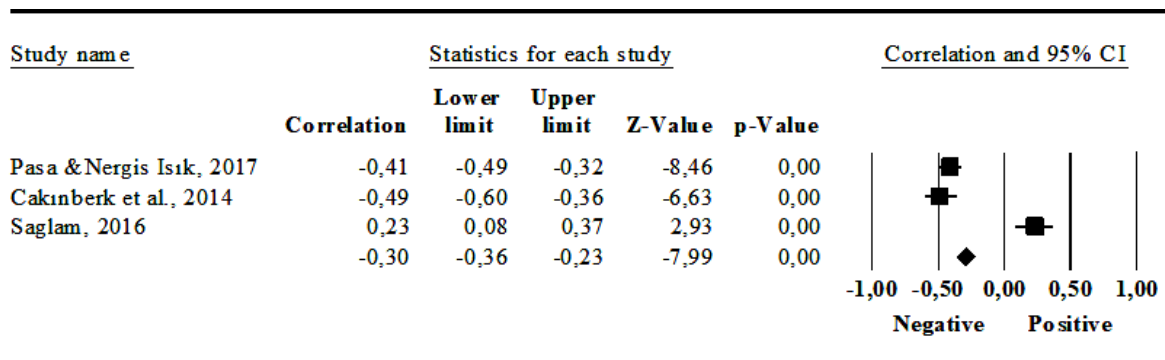 Study name Statistics for each study Correlation and 95% CI
Lower Upper
Correlation limit limit Z-Value p-Value
Pasa & Nergis Isık, 2017 -0,41 -0,49 -0,32 -8,46 0,00
Cakınberk et al., 2014 -0,49 -0,60 -0,36 -6,63 0,00
Saglam, 2016 0,23 0,08 0,37 2,93 0,00
-0,30 -0,36 -0,23 -7,99 0,00
-1,00 -0,50 0,00 0,50 1,00
Negative Positive